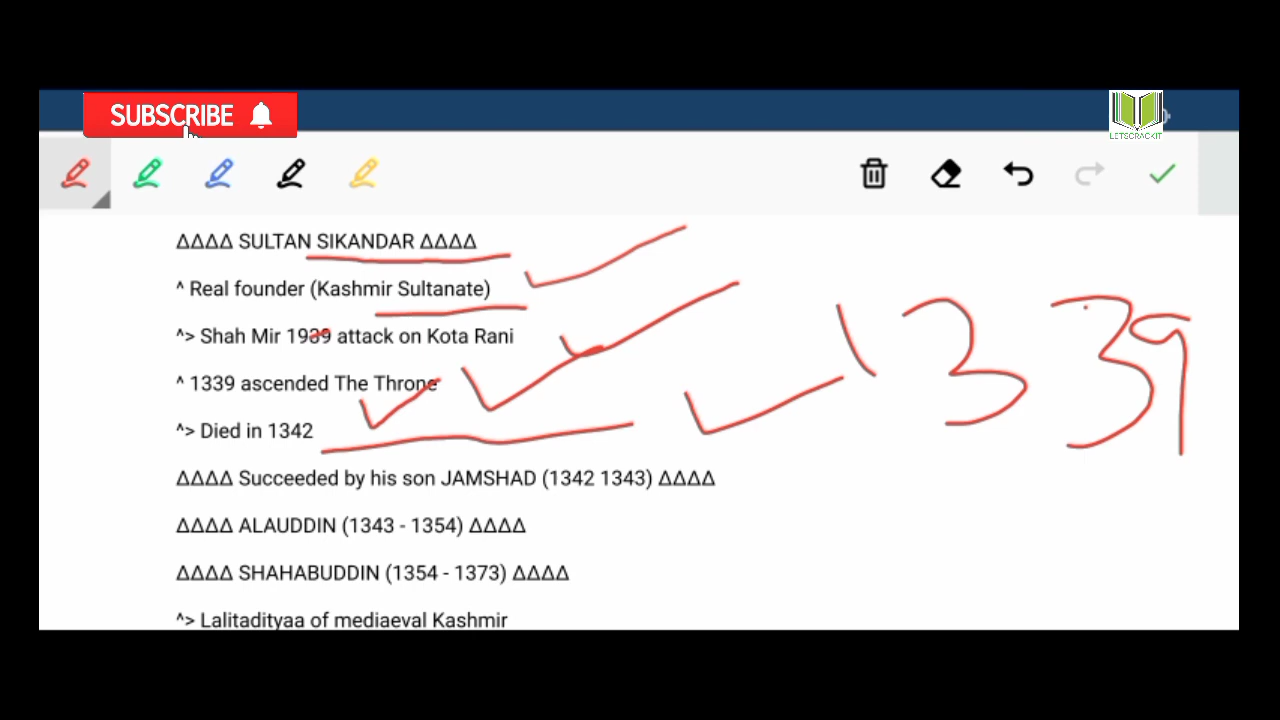 SUBSCRIBE
LETSCRACKIT
ΔΔΔΔ SULTAN SIKANDAR ΔΔΔΔ
^ Real founder (Kashmir Sultanate)
^> Shah Mir 1939 attack on Kota Rani
^ 1339 ascended The Throne
^> Died in 1342
1339
ΔΔΔΔ Succeeded by his son JAMSHAD (1342 1343) ΔΔΔΔ
ΔΔΔΔ ALAUDDIN (1343 - 1354) ΔΔΔΔ
ΔΔΔΔ SHAHABUDDIN (1354 - 1373) ΔΔΔΔ
^> Lalitadityaa of mediaeval Kashmir